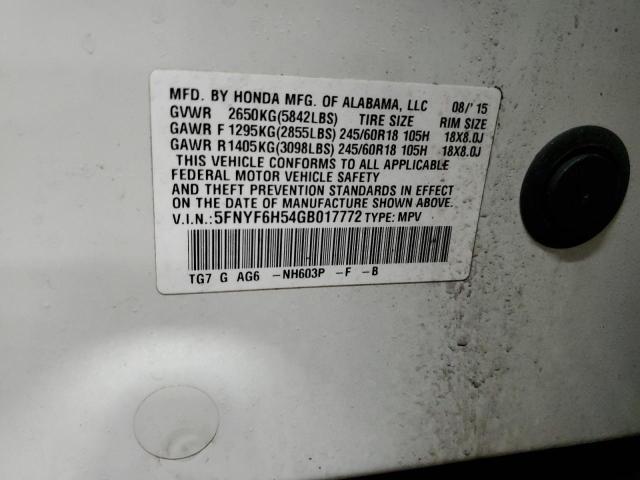 MFD. BY HONDA MFG. OF ALABAMA, LLC 08/'15
GVWR 2650KG(5842LBS) TIRE SIZE RIM SIZE
GAWR F 1295KG(2855LBS) 245/60R18 105H 18X8.0J
GAWR R 1405KG(3098LBS) 245/60R18 105H 18X8.0J
THIS VEHICLE CONFORMS TO ALL APPLICABLE
FEDERAL MOTOR VEHICLE SAFETY
AND THEFT PREVENTION STANDARDS IN EFFECT
ON THE DATE OF MANUFACTURE SHOWN ABOVE.
V.I.N.: 5FNYF6H54GB017772 TYPE: MPV
TG7 G AG6 -NH603P -F -B